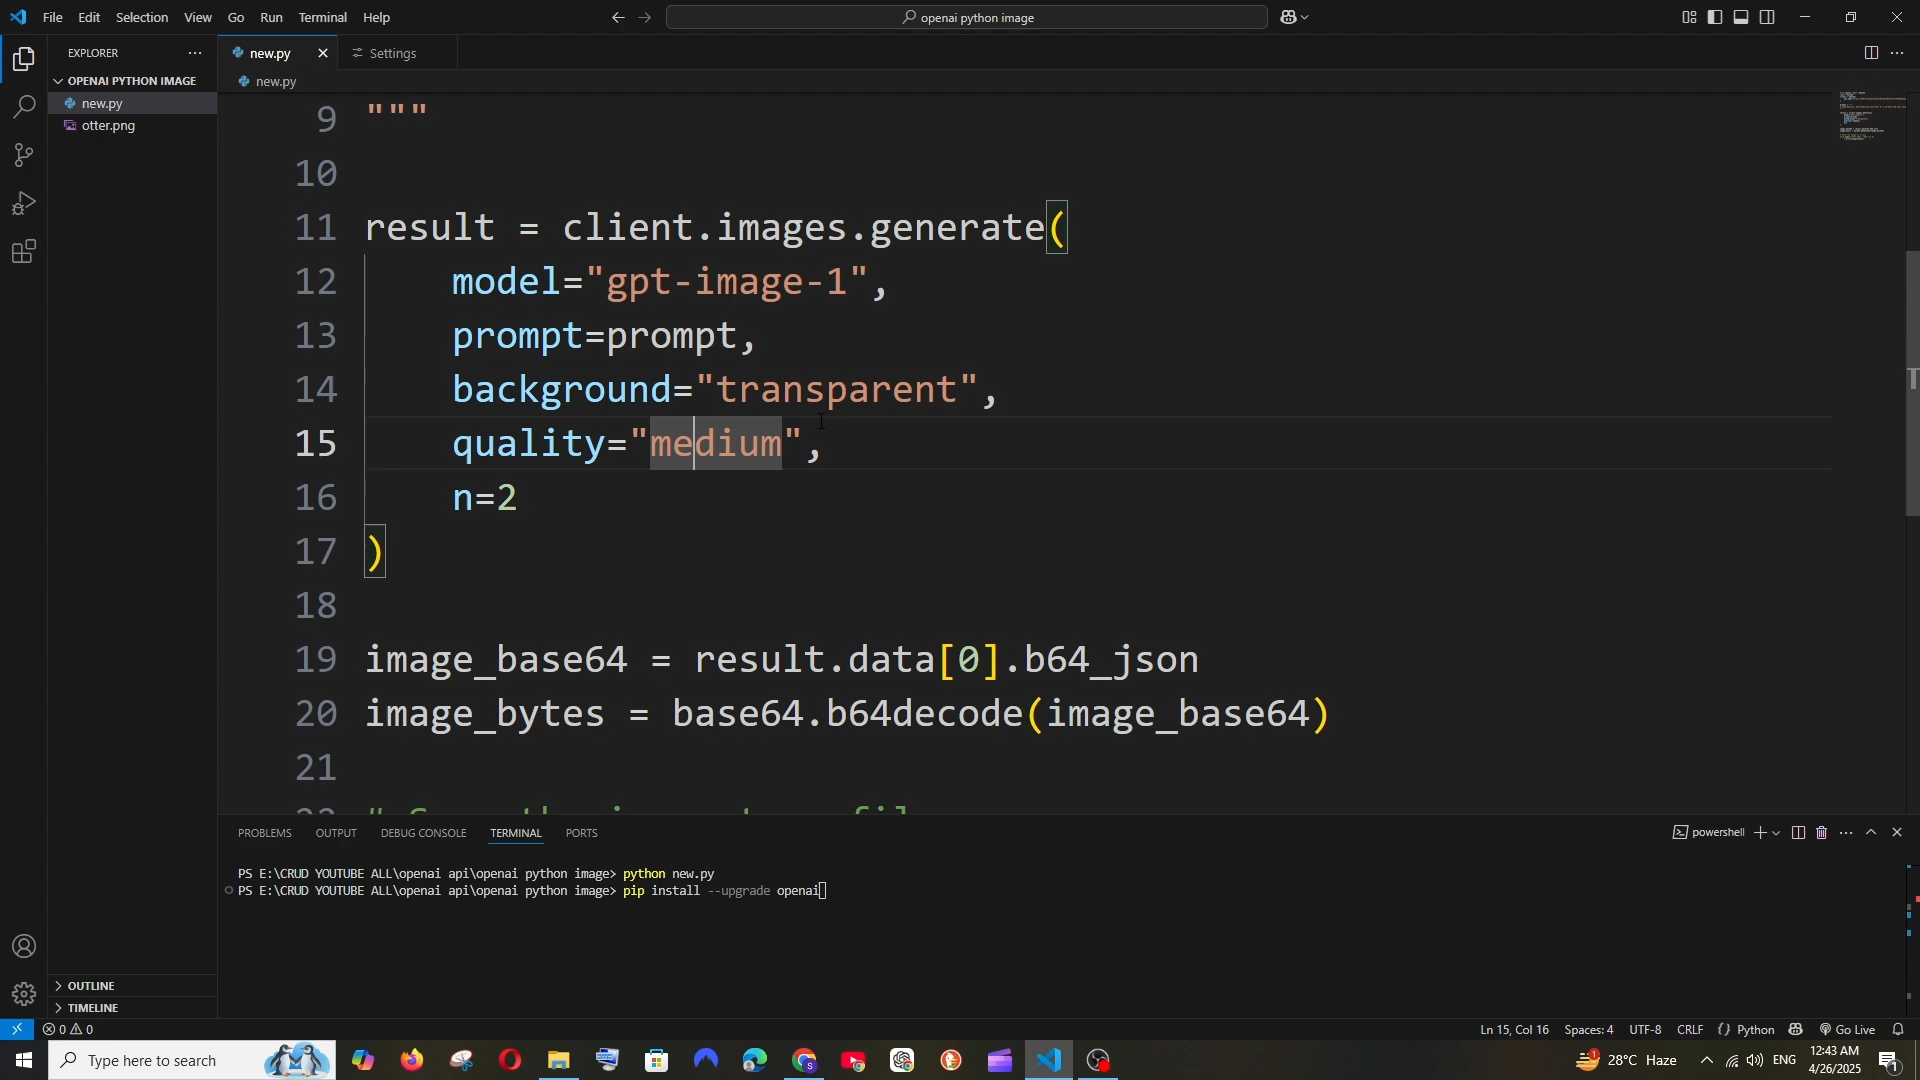 File Edit Selection View Go Run Terminal Help
openai python image
EXPLORER
OPENAI PYTHON IMAGE
new.py
otter.png
OUTLINE
TIMELINE
new.py
Settings
new.py
9 """
10
11 result = client.images.generate(
12 model="gpt-image-1",
13 prompt=prompt,
14 background="transparent",
15 quality="medium",
16 n=2
17 )
18
19 image_base64 = result.data[0].b64_json
20 image_bytes = base64.b64decode(image_base64)
21
PROBLEMS OUTPUT DEBUG CONSOLE TERMINAL PORTS
powershell
PS E:\CRUD YOUTUBE ALL\openai api\openai python image> python new.py
PS E:\CRUD YOUTUBE ALL\openai api\openai python image> pip install --upgrade openai
0 0
Ln 15, Col 16 Spaces: 4 UTF-8 CRLF Python Go Live
Type here to search
28°C Haze
ENG
12:43 AM
4/26/2025